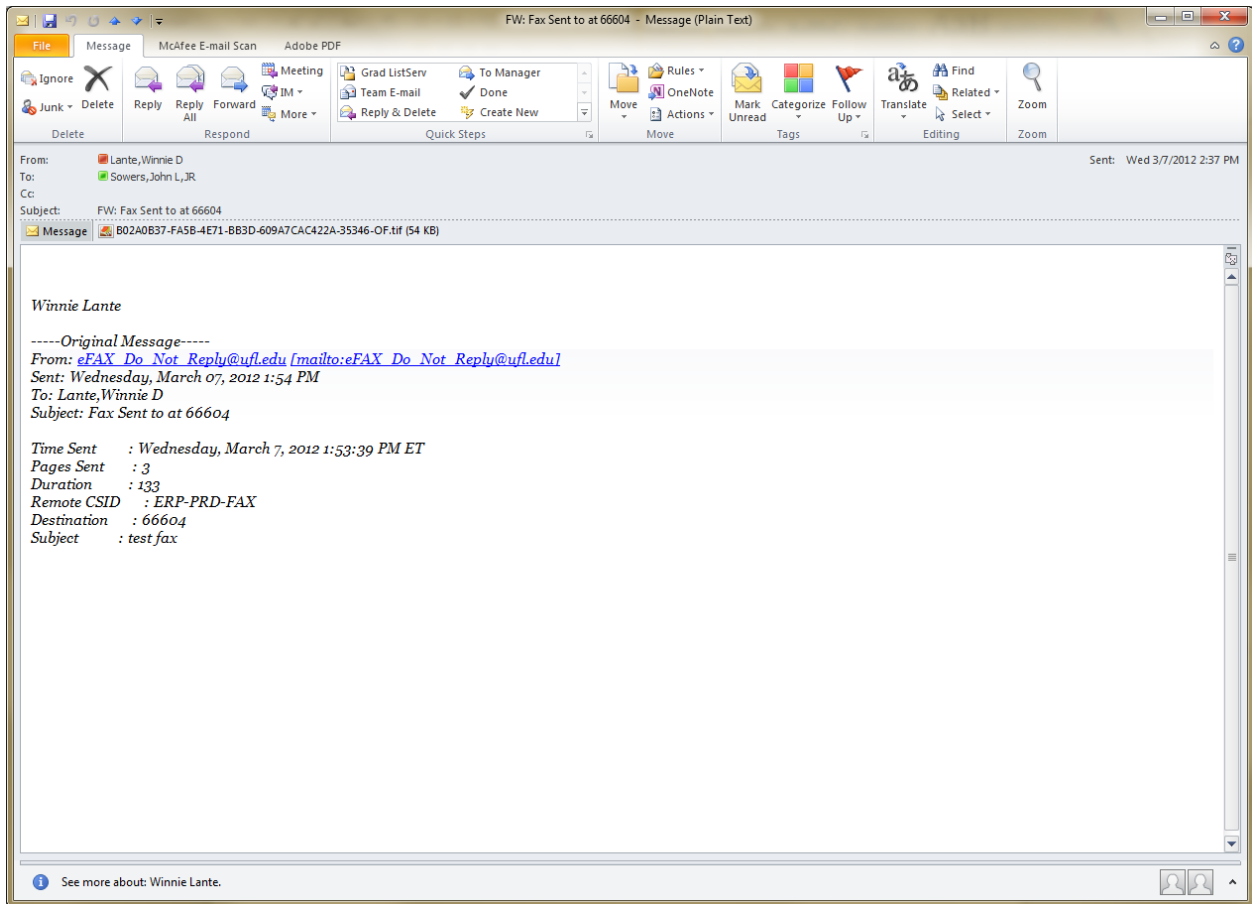 FW: Fax Sent to at 66604 - Message (Plain Text)
File Message McAfee E-mail Scan Adobe PDF
Ignore
Junk
Delete
Reply
Reply All
Forward
Meeting
IM
More
Grad ListServ
Team E-mail
Reply & Delete
To Manager
Done
Create New
Move
Rules
OneNote
Actions
Mark Unread
Categorize
Follow Up
Translate
Find
Related
Select
Zoom
Delete Respond Quick Steps Move Tags Editing Zoom
From: Lante,Winnie D Sent: Wed 3/7/2012 2:37 PM
To: Sowers,John L,JR
Cc:
Subject: FW: Fax Sent to at 66604
Message B02A0B37-FA5B-4E71-BB3D-609A7CAC422A-35346-OF.tif (54 KB)
Winnie Lante
-----Original Message-----
From: eFAX_Do_Not_Reply@ufl.edu [mailto:eFAX_Do_Not_Reply@ufl.edu]
Sent: Wednesday, March 07, 2012 1:54 PM
To: Lante,Winnie D
Subject: Fax Sent to at 66604
Time Sent : Wednesday, March 7, 2012 1:53:39 PM ET
Pages Sent : 3
Duration : 133
Remote CSID : ERP-PRD-FAX
Destination : 66604
Subject : test fax
See more about: Winnie Lante.